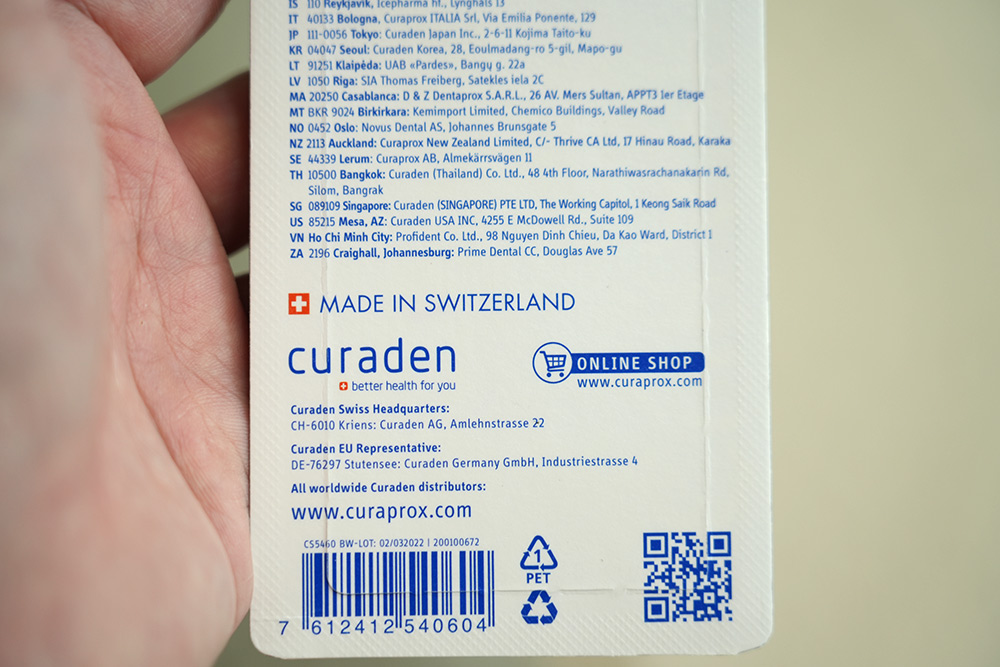 IS 110 Reykjavik, Icepharma hf., Lynghals 13
IT 40133 Bologna, Curaprox ITALIA Srl, Via Emilia Ponente, 129
JP 111-0056 Tokyo: Curaden Japan Inc., 2-6-11 Kojima Taito-ku
KR 04047 Seoul: Curaden Korea, 28, Eoulmadang-ro 5-gil, Mapo-gu
LT 91251 Klaipėda: UAB «Pardes», Bangų g. 22a
LV 1050 Riga: SIA Thomas Freiberg, Satekles iela 2C
MA 20250 Casablanca: D & Z Dentaprox S.A.R.L., 26 AV. Mers Sultan, APPT3 1er Etage
MT BKR 9024 Birkirkara: Kemimport Limited, Chemico Buildings, Valley Road
NO 0452 Oslo: Novus Dental AS, Johannes Brunsgate 5
NZ 2113 Auckland: Curaprox New Zealand Limited, C/- Thrive CA Ltd, 17 Hinau Road, Karaka
SE 44339 Lerum: Curaprox AB, Almekärrsvägen 11
TH 10500 Bangkok: Curaden (Thailand) Co. Ltd., 48 4th Floor, Narathiwasrachanakarin Rd,
Silom, Bangrak
SG 089109 Singapore: Curaden (SINGAPORE) PTE LTD, The Working Capitol, 1 Keong Saik Road
US 85215 Mesa, AZ: Curaden USA INC, 4255 E McDowell Rd., Suite 109
VN Ho Chi Minh City: Profident Co. Ltd., 98 Nguyen Dinh Chieu, Da Kao Ward, District 1
ZA 2196 Craighall, Johannesburg: Prime Dental CC, Douglas Ave 57
MADE IN SWITZERLAND
curaden
better health for you
ONLINE SHOP
www.curaprox.com
Curaden Swiss Headquarters:
CH-6010 Kriens: Curaden AG, Amlehnstrasse 22
Curaden EU Representative:
DE-76297 Stutensee: Curaden Germany GmbH, Industriestrasse 4
All worldwide Curaden distributors:
www.curaprox.com
CS5460 BW-LOT: 02/032022 | 200100672
1
PET
7 612412 540604